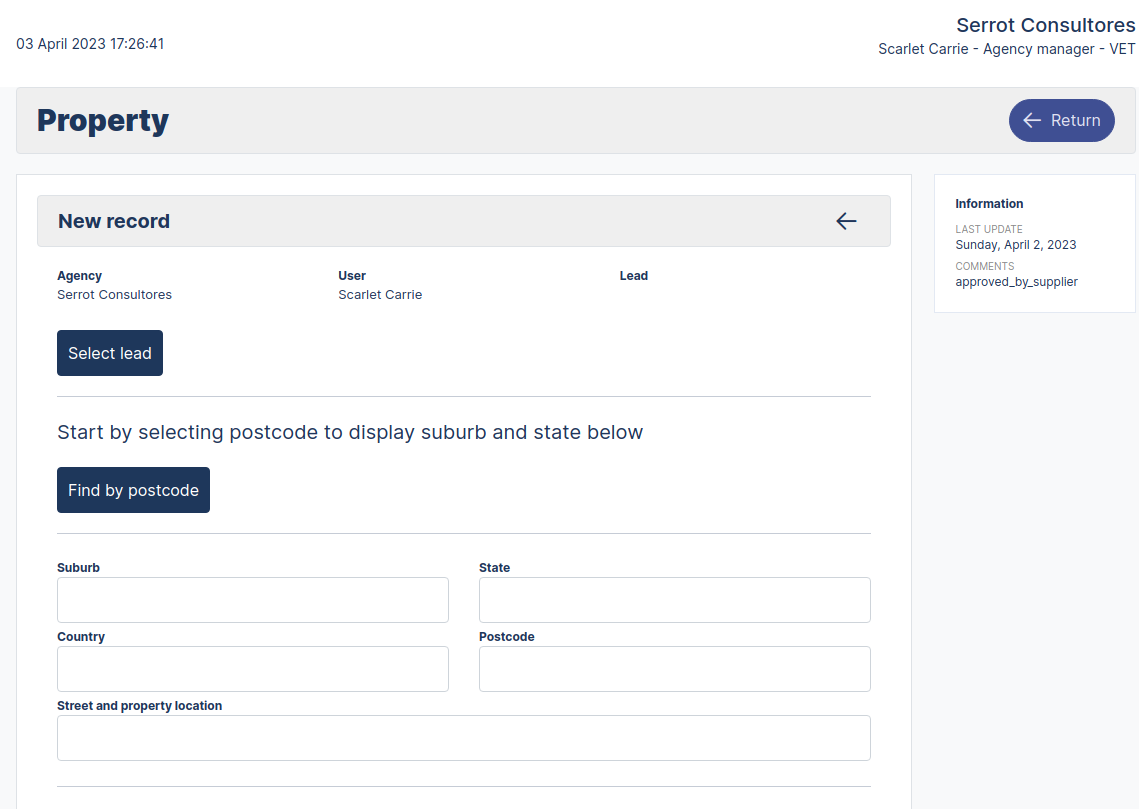 Serrot Consultores
03 April 2023 17:26:41
Scarlet Carrie - Agency manager - VET
Property
Return
New record
Agency
Serrot Consultores
User
Scarlet Carrie
Lead
Select lead
Start by selecting postcode to display suburb and state below
Find by postcode
Suburb
State
Country
Postcode
Street and property location
Information
LAST UPDATE
Sunday, April 2, 2023
COMMENTS
approved_by_supplier